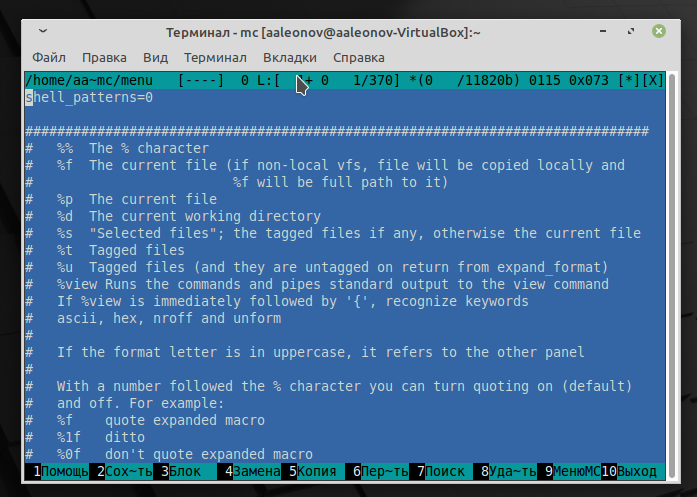 Терминал - mc [aaleonov@aaleonov-VirtualBox]:~
Файл Правка Вид Терминал Вкладки Справка
/home/aa~mc/menu [----] 0 L:[ 1+ 0 1/370] *(0 /11820b) 0115 0x073 [*][X]
shell_patterns=0
##############################################################################
# %% The % character
# %f The current file (if non-local vfs, file will be copied locally and
# %f will be full path to it)
# %p The current file
# %d The current working directory
# %s "Selected files"; the tagged files if any, otherwise the current file
# %t Tagged files
# %u Tagged files (and they are untagged on return from expand_format)
# %view Runs the commands and pipes standard output to the view command
# If %view is immediately followed by '{', recognize keywords
# ascii, hex, nroff and unform
#
# If the format letter is in uppercase, it refers to the other panel
#
# With a number followed the % character you can turn quoting on (default)
# and off. For example:
# %f quote expanded macro
# %1f ditto
# %0f don't quote expanded macro
1Помощь 2Сох~ть 3Блок 4Замена 5Копия 6Пер~ть 7Поиск 8Уда~ть 9МенюMC 10Выход